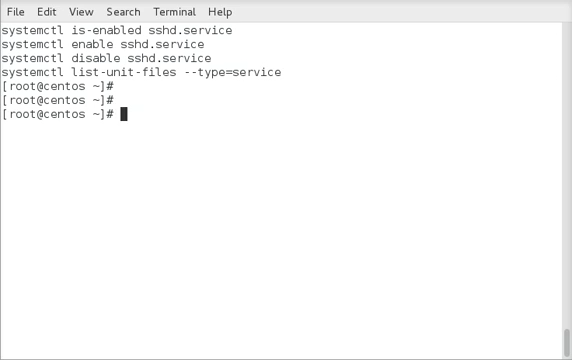 File Edit View Search Terminal Help
systemctl is-enabled sshd.service
systemctl enable sshd.service
systemctl disable sshd.service
systemctl list-unit-files --type=service
[root@centos ~]#
[root@centos ~]#
[root@centos ~]#